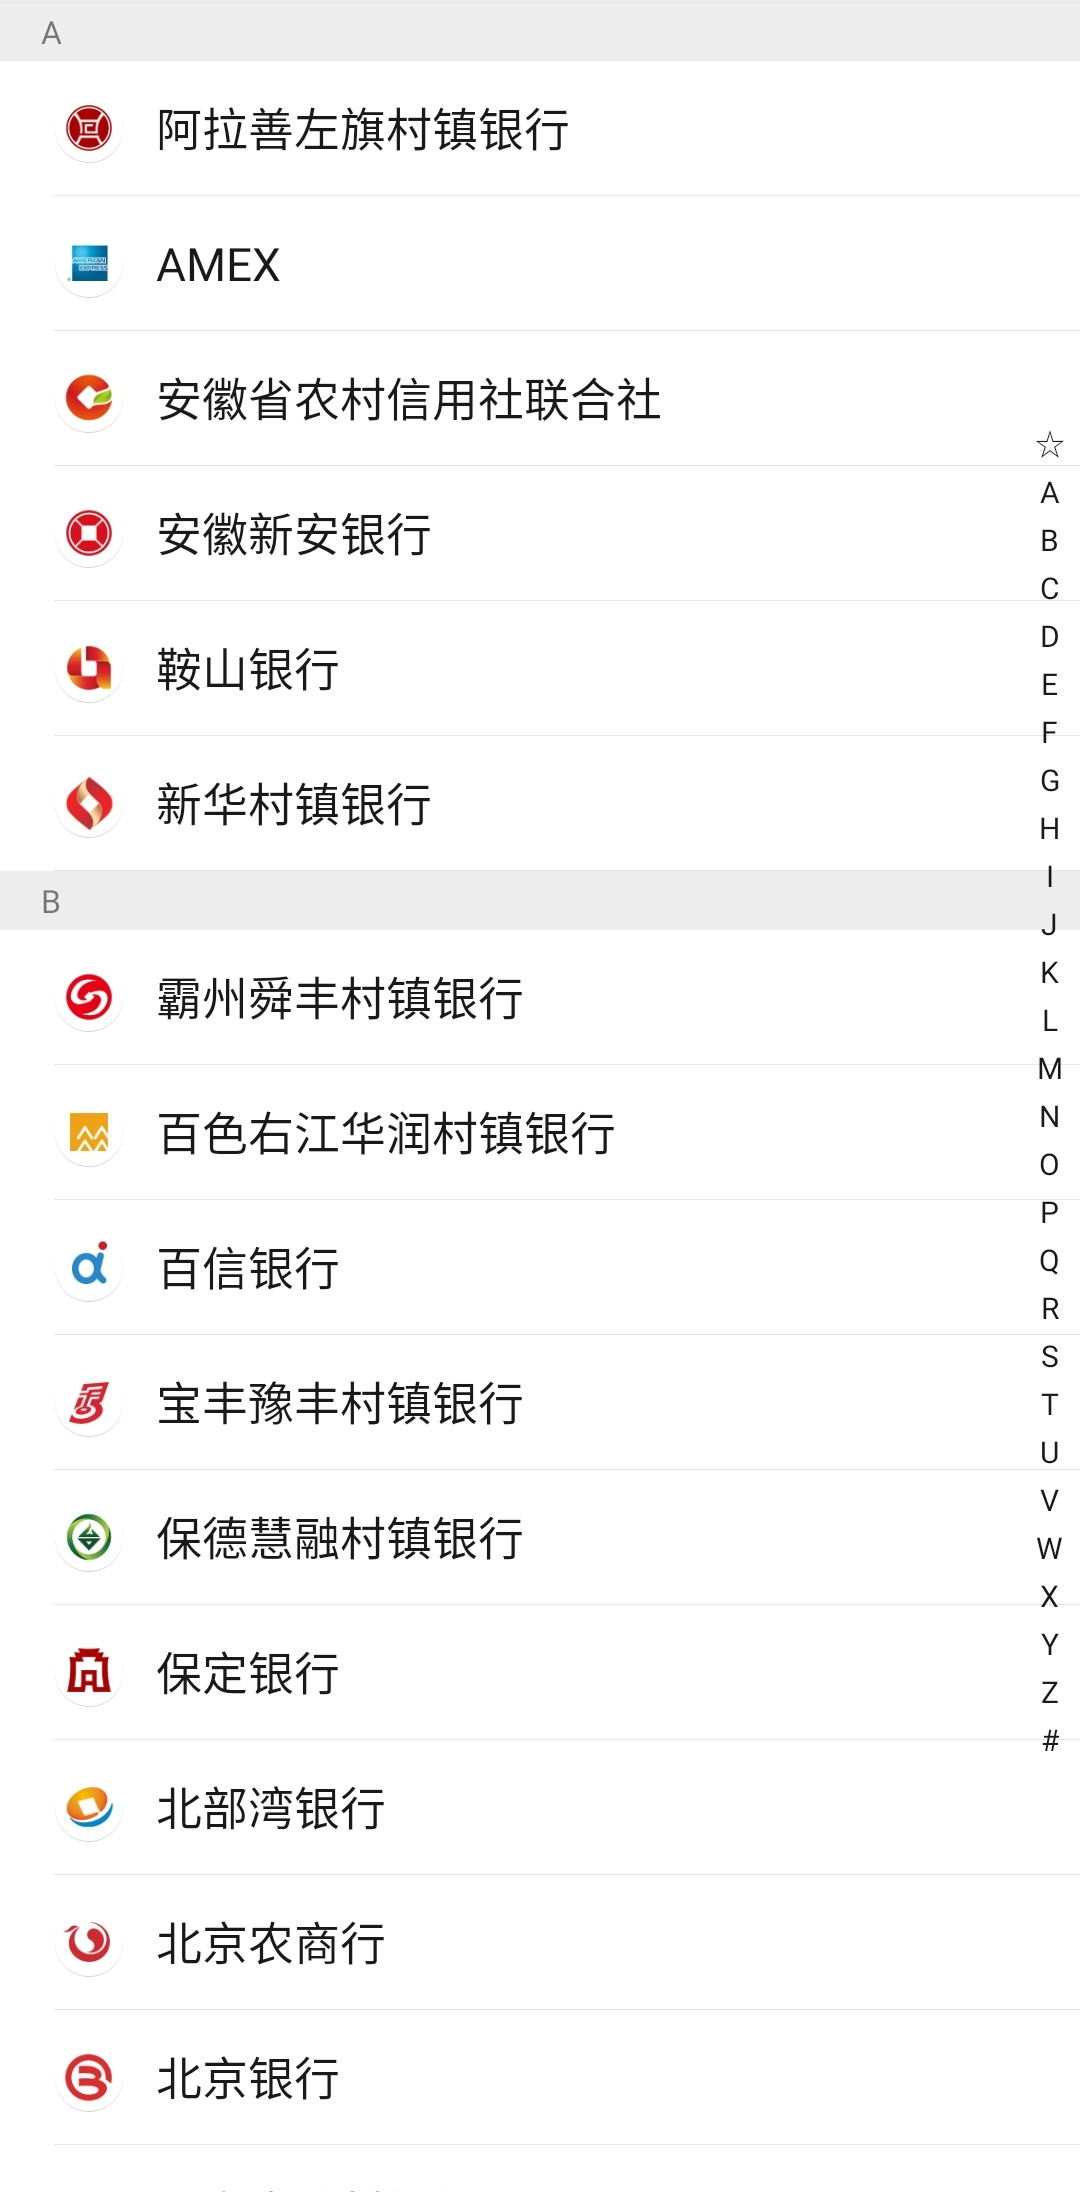 A
阿拉善左旗村镇银行
AMERICAN
EXPRESS
AMEX
安徽省农村信用社联合社
安徽新安银行
鞍山银行
新华村镇银行
B
霸州舜丰村镇银行
百色右江华润村镇银行
百信银行
宝丰豫丰村镇银行
保德慧融村镇银行
保定银行
北部湾银行
北京农商行
北京银行
☆
A
B
C
D
E
F
G
H
I
J
K
L
M
N
O
P
Q
R
S
T
U
V
W
X
Y
Z
#